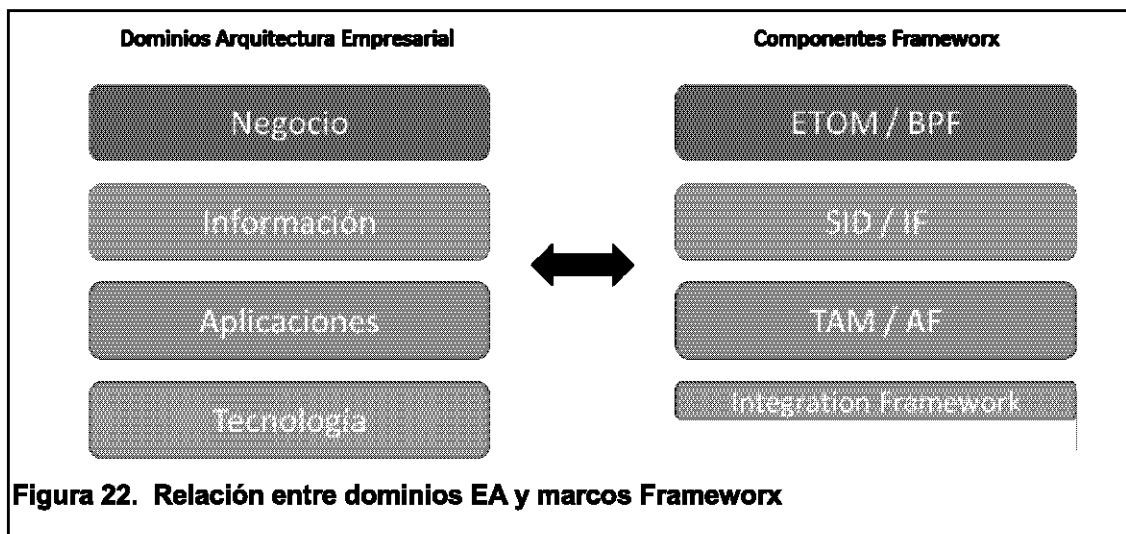 Dominios Arquitectura Empresarial
Componentes Frameworx
Negocio
ETOM / BPF
Información
SID / IF
Aplicaciones
TAM / AF
Tecnología
Integration Framework
Figura 22. Relación entre dominios EA y marcos Frameworx